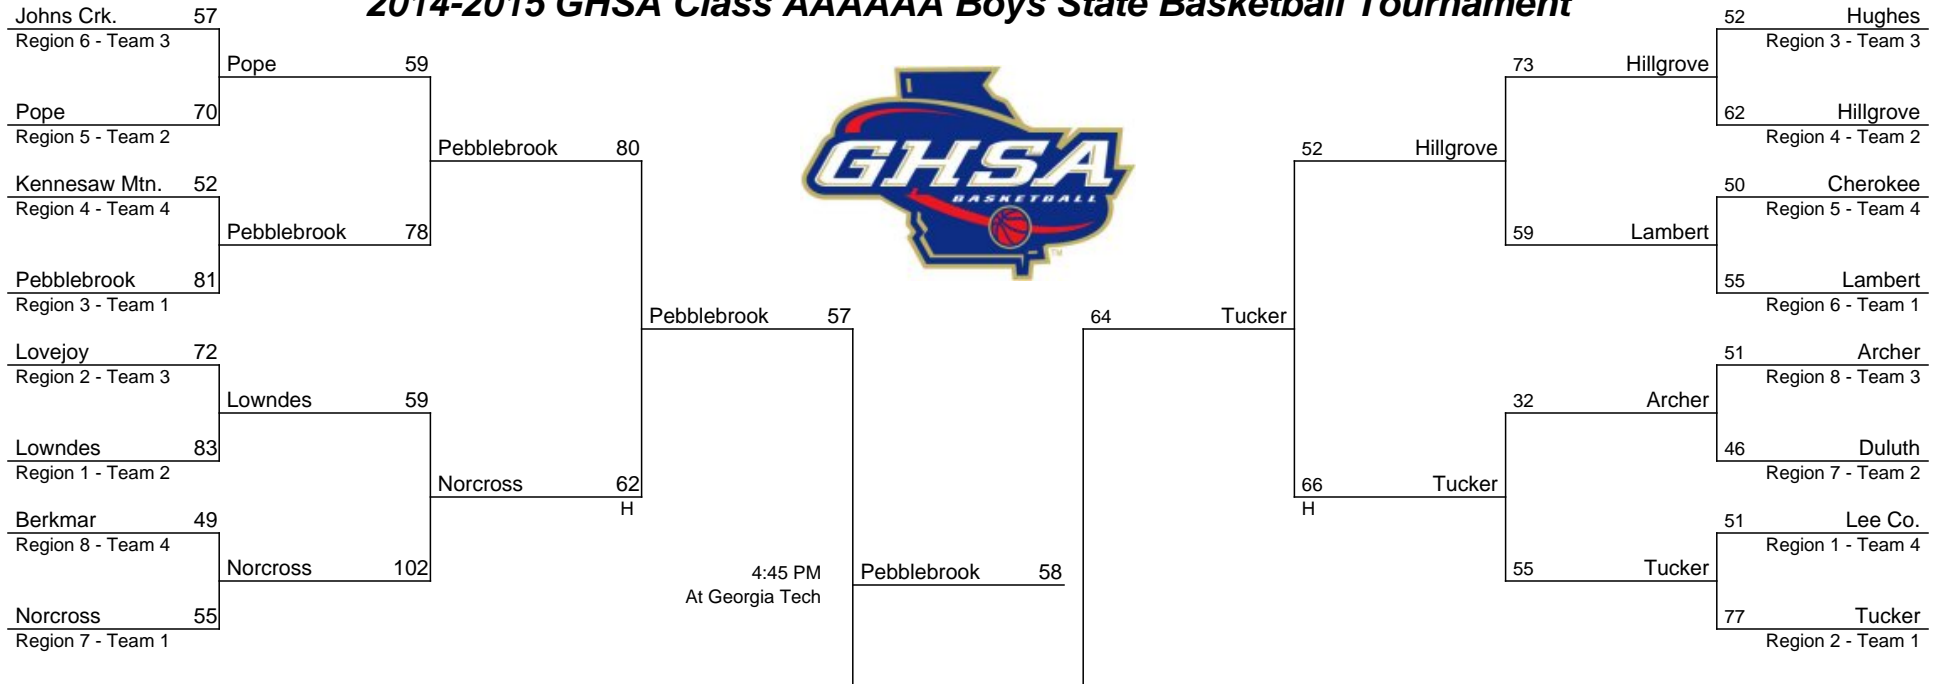 2014-2015 GHSA Class AAAAAA Boys State Basketball Tournament
Johns Crk. 57
Region 6 - Team 3
Pope 59
Pope 70
Region 5 - Team 2
Pebblebrook 80
Kennesaw Mtn. 52
Region 4 - Team 4
Pebblebrook 78
Pebblebrook 81
Region 3 - Team 1
Pebblebrook 57
Lovejoy 72
Region 2 - Team 3
Lowndes 59
Lowndes 83
Region 1 - Team 2
Norcross 62
H
Berkmar 49
Region 8 - Team 4
Norcross 102
Norcross 55
Region 7 - Team 1
4:45 PM
At Georgia Tech
Pebblebrook 58
GHSA
BASKETBALL
TM
52 Hughes
Region 3 - Team 3
73 Hillgrove
62 Hillgrove
Region 4 - Team 2
52 Hillgrove
50 Cherokee
Region 5 - Team 4
59 Lambert
55 Lambert
Region 6 - Team 1
64 Tucker
51 Archer
Region 8 - Team 3
32 Archer
46 Duluth
Region 7 - Team 2
66 Tucker
H
51 Lee Co.
Region 1 - Team 4
55 Tucker
77 Tucker
Region 2 - Team 1